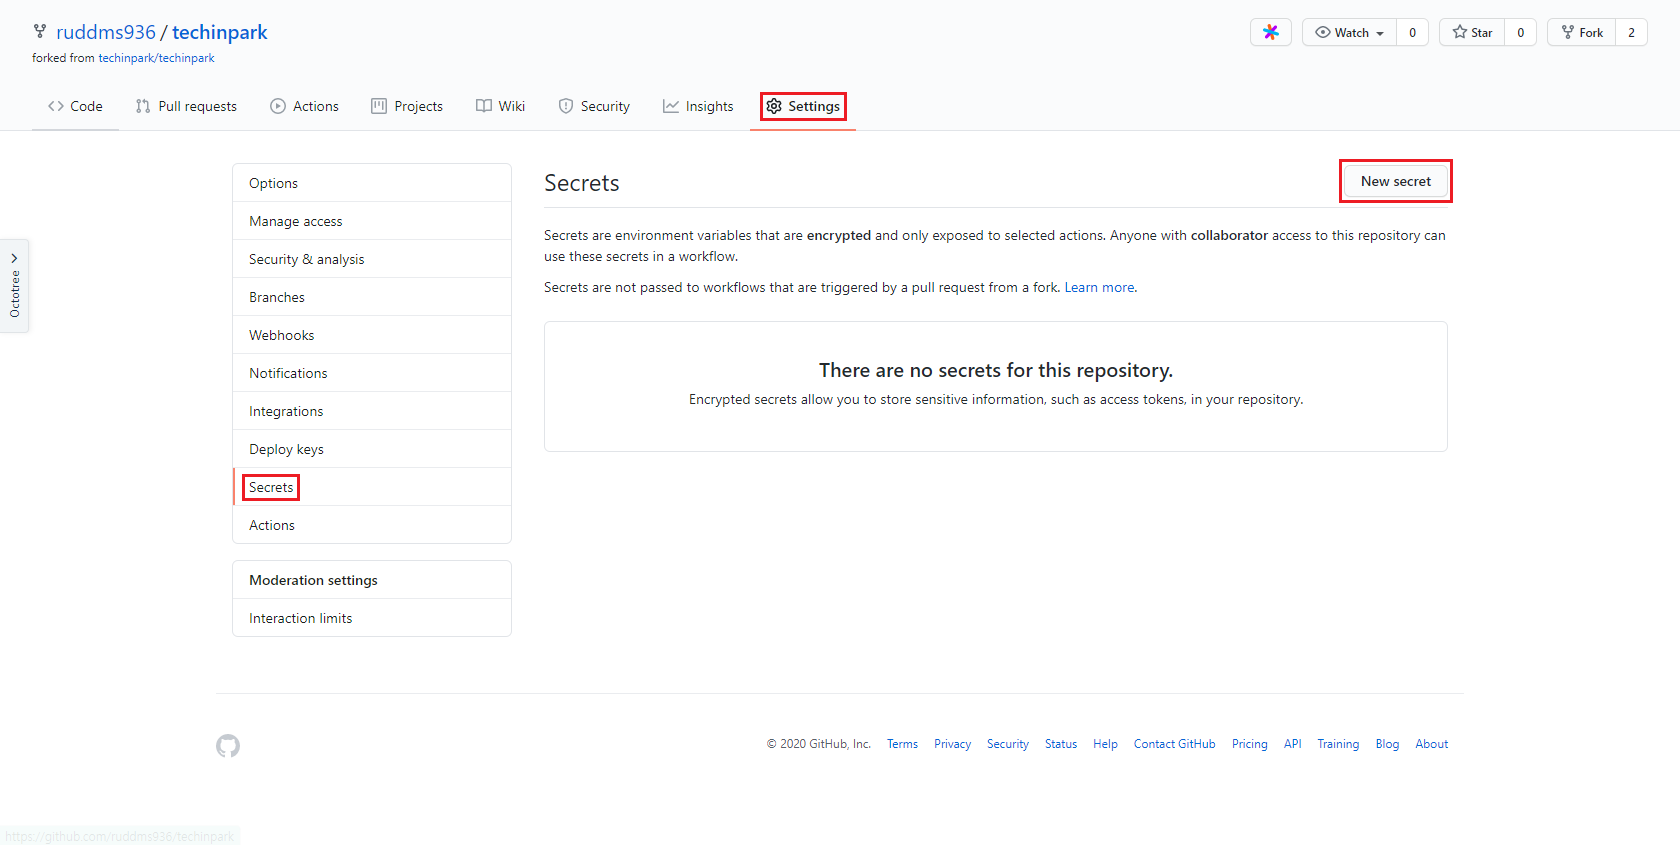 ruddms936 / techinpark
forked from techinpark/techinpark
Watch 0 Star 0 Fork 2
Code Pull requests Actions Projects Wiki Security Insights Settings
Octotree
Options
Manage access
Security & analysis
Branches
Webhooks
Notifications
Integrations
Deploy keys
Secrets
Actions
Moderation settings
Interaction limits
Secrets
New secret
Secrets are environment variables that are encrypted and only exposed to selected actions. Anyone with collaborator access to this repository can
use these secrets in a workflow.
Secrets are not passed to workflows that are triggered by a pull request from a fork. Learn more.
There are no secrets for this repository.
Encrypted secrets allow you to store sensitive information, such as access tokens, in your repository.
© 2020 GitHub, Inc. Terms Privacy Security Status Help Contact GitHub Pricing API Training Blog About
https://github.com/ruddms936/techinpark